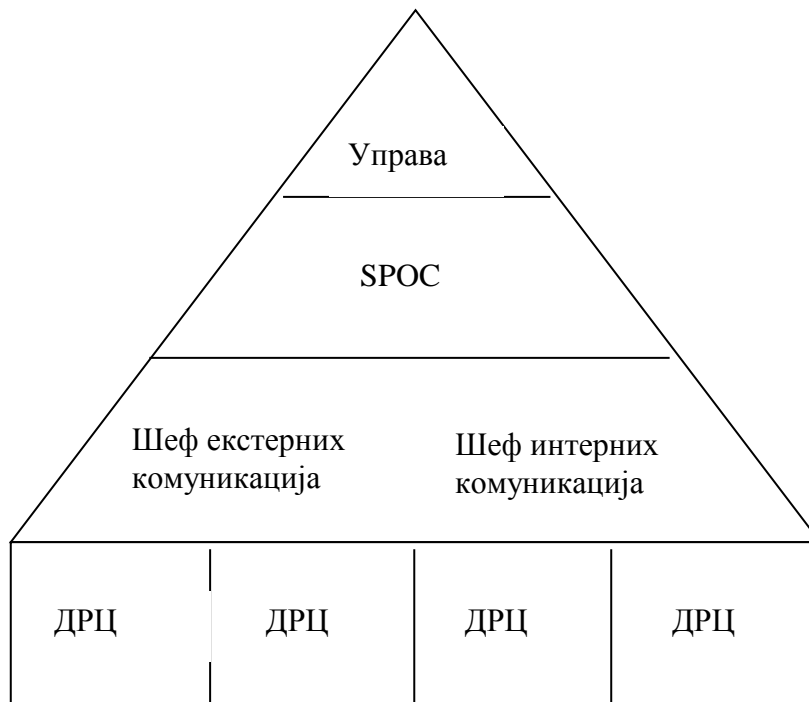 Управа
SPOC
Шеф екстерних
комуникација
Шеф интерних
комуникација
ДРЦ
ДРЦ
ДРЦ
ДРЦ